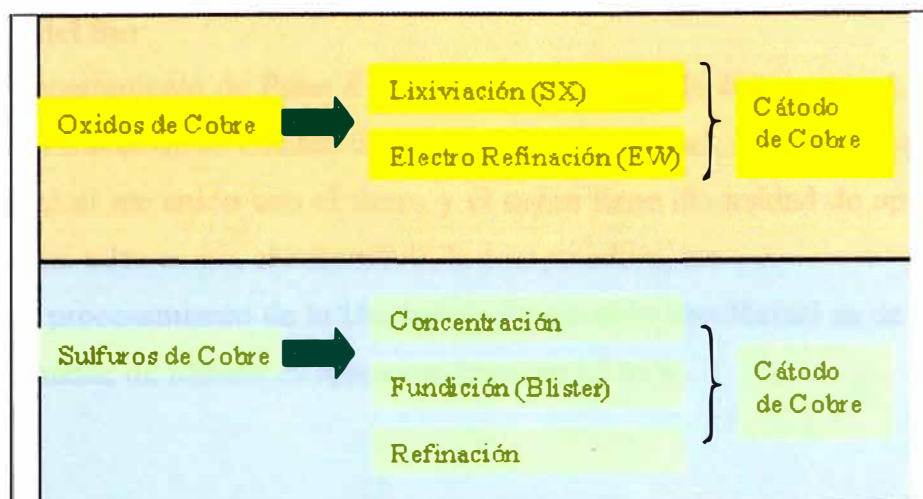 Oxidos de Cobre
Lixiviación (SX)
Electro Refinación (EW)
Cátodo
de Cobre
Sulfuros de Cobre
Concentración
Fundición (Blister)
Refinación
Cátodo
de Cobre